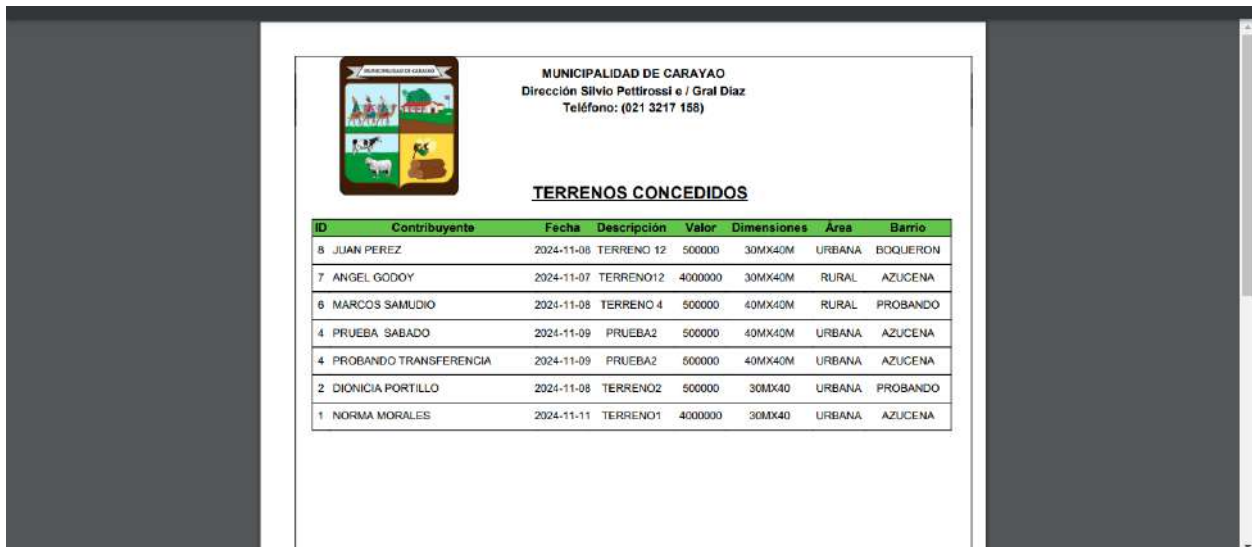 MUNICIPALIDAD DE CARAYAO
MUNICIPALIDAD DE CARAYAO
Dirección Silvio Pettirossi e / Gral Diaz
Teléfono: (021 3217 158)
TERRENOS CONCEDIDOS
ID Contribuyente Fecha Descripción Valor Dimensiones Área Barrio
8 JUAN PEREZ 2024-11-06 TERRENO 12 500000 30MX40M URBANA BOQUERON
7 ANGEL GODOY 2024-11-07 TERRENO12 4000000 30MX40M RURAL AZUCENA
6 MARCOS SAMUDIO 2024-11-08 TERRENO 4 500000 40MX40M RURAL PROBANDO
4 PRUEBA SABADO 2024-11-09 PRUEBA2 500000 40MX40M URBANA AZUCENA
4 PROBANDO TRANSFERENCIA 2024-11-09 PRUEBA2 500000 40MX40M URBANA AZUCENA
2 DIONICIA PORTILLO 2024-11-08 TERRENO2 500000 30MX40 URBANA PROBANDO
1 NORMA MORALES 2024-11-11 TERRENO1 4000000 30MX40 URBANA AZUCENA